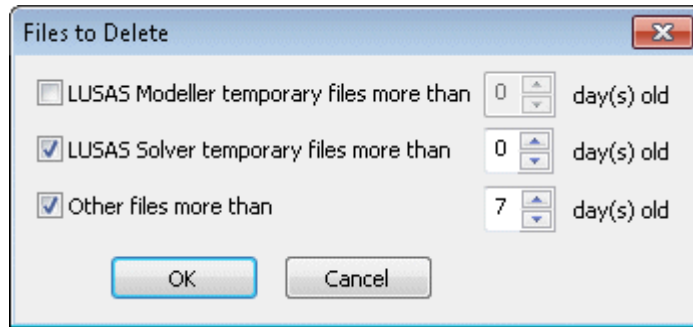 Files to Delete
LUSAS Modeller temporary files more than 0 day(s) old
LUSAS Solver temporary files more than 0 day(s) old
Other files more than 7 day(s) old
OK Cancel